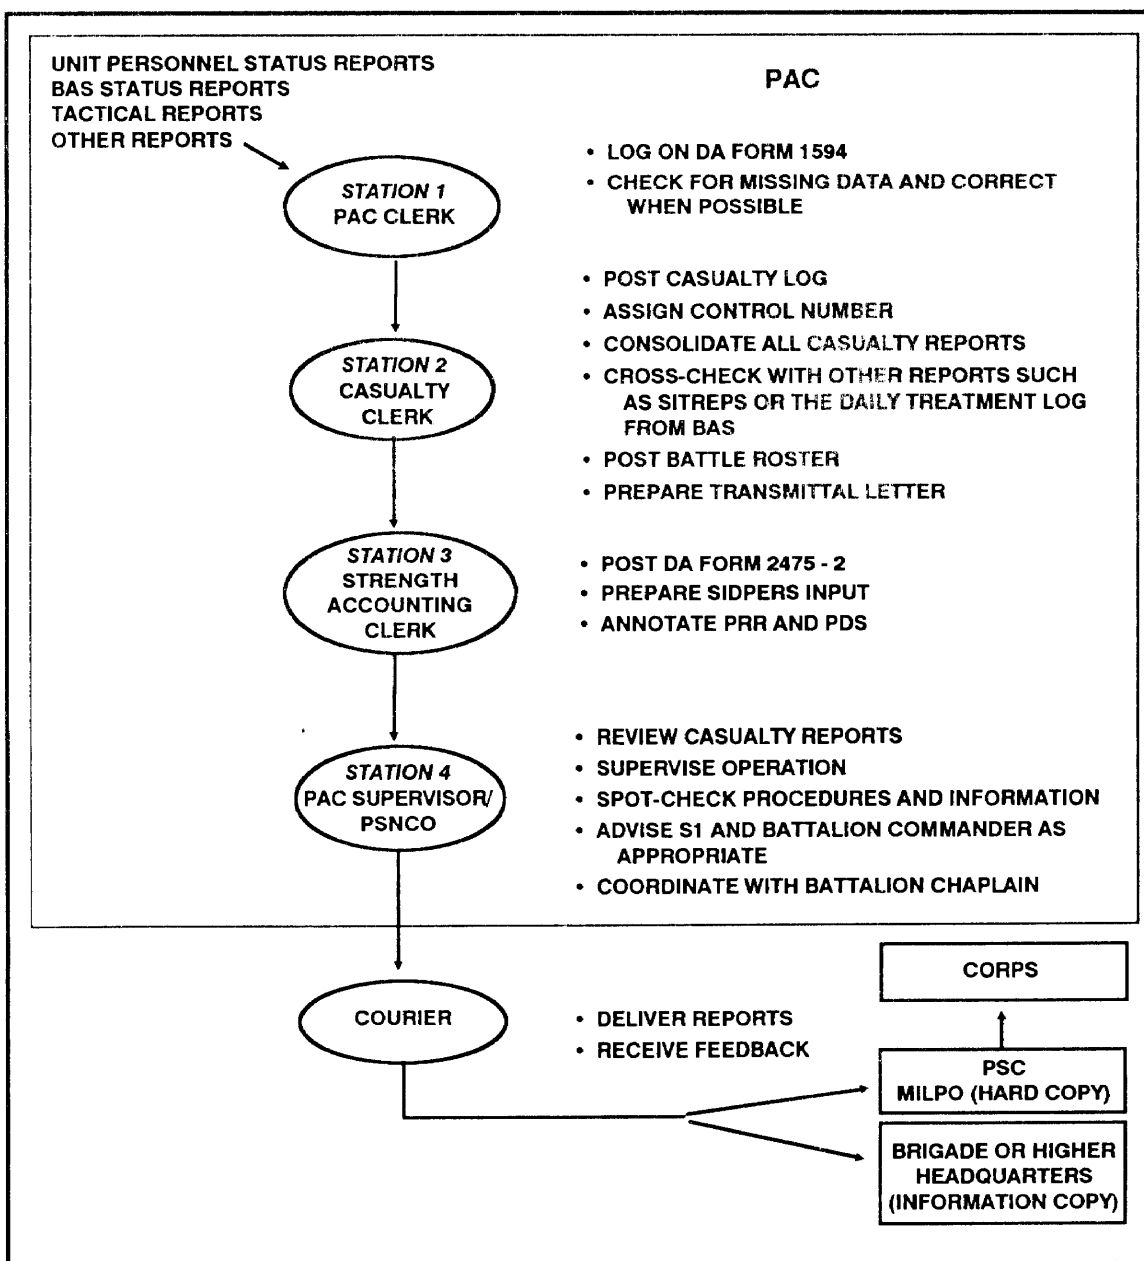 UNIT PERSONNEL STATUS REPORTS
BAS STATUS REPORTS
TACTICAL REPORTS
OTHER REPORTS
PAC
STATION 1
PAC CLERK
• LOG ON DA FORM 1594
• CHECK FOR MISSING DATA AND CORRECT
WHEN POSSIBLE
STATION 2
CASUALTY
CLERK
• POST CASUALTY LOG
• ASSIGN CONTROL NUMBER
• CONSOLIDATE ALL CASUALTY REPORTS
• CROSS-CHECK WITH OTHER REPORTS SUCH
AS SITREPS OR THE DAILY TREATMENT LOG
FROM BAS
• POST BATTLE ROSTER
• PREPARE TRANSMITTAL LETTER
STATION 3
STRENGTH
ACCOUNTING
CLERK
• POST DA FORM 2475 - 2
• PREPARE SIDPERS INPUT
• ANNOTATE PRR AND PDS
STATION 4
PAC SUPERVISOR/
PSNCO
• REVIEW CASUALTY REPORTS
• SUPERVISE OPERATION
• SPOT-CHECK PROCEDURES AND INFORMATION
• ADVISE S1 AND BATTALION COMMANDER AS
APPROPRIATE
• COORDINATE WITH BATTALION CHAPLAIN
COURIER
• DELIVER REPORTS
• RECEIVE FEEDBACK
CORPS
PSC
MILPO (HARD COPY)
BRIGADE OR HIGHER
HEADQUARTERS
(INFORMATION COPY)